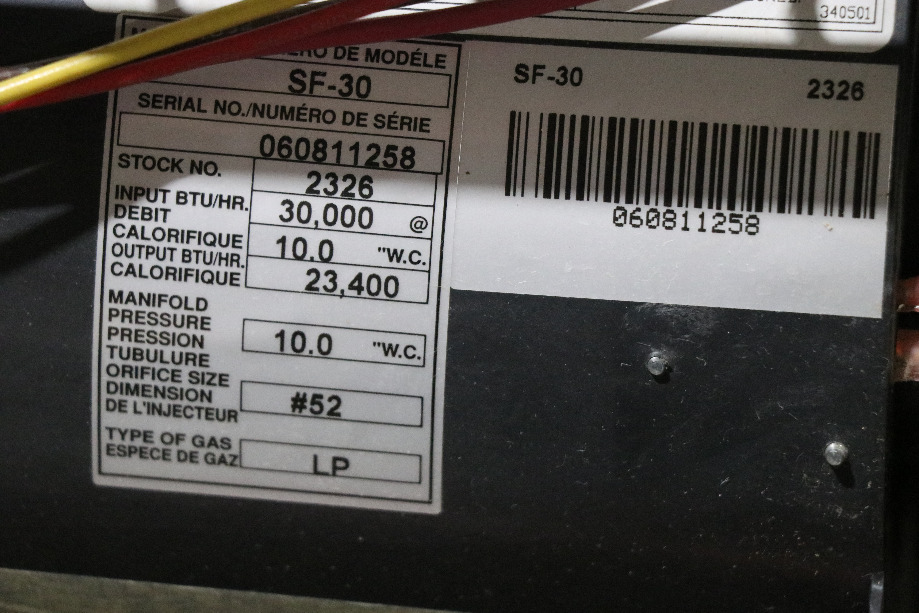 340501
DE MODÉLE
SF-30
SERIAL NO./NUMÉRO DE SÉRIE
060811258
STOCK NO. 2326
INPUT BTU/HR. 30,000 @
DEBIT
CALORIFIQUE 10.0 "W.C.
OUTPUT BTU/HR.
CALORIFIQUE 23,400
MANIFOLD
PRESSURE
PRESSION 10.0 "W.C.
TUBULURE
ORIFICE SIZE
DIMENSION #52
DE L'INJECTEUR
TYPE OF GAS
ESPECE DE GAZ LP
SF-30 2326
060811258